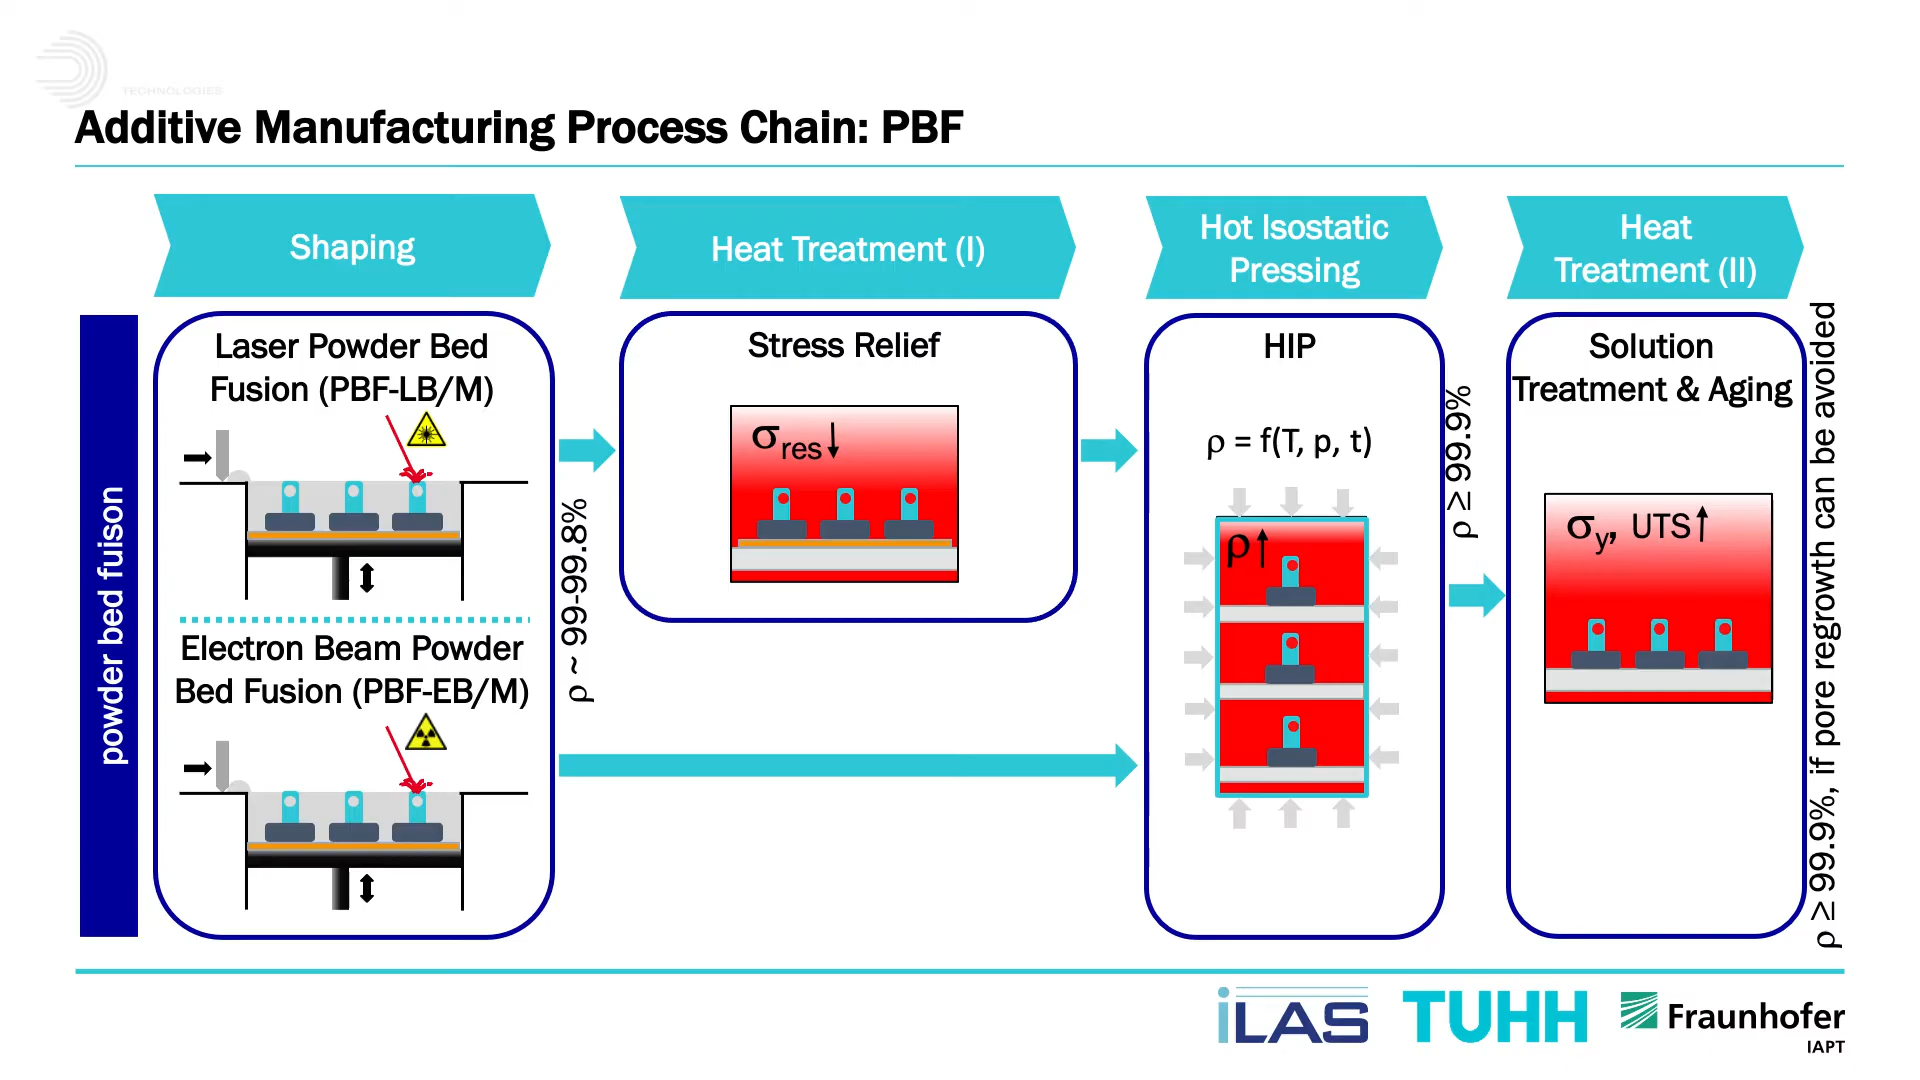 TECHNOLOGIES
Additive Manufacturing Process Chain: PBF
Shaping
Heat Treatment (I)
Hot Isostatic
Pressing
Heat
Treatment (II)
powder bed fuison
Laser Powder Bed
Fusion (PBF-LB/M)
Electron Beam Powder
Bed Fusion (PBF-EB/M)
ρ ~ 99-99.8%
Stress Relief
σres↓
HIP
ρ = f(T, p, t)
ρ↑
ρ ≥ 99.9%
Solution
Treatment & Aging
σy, UTS↑
ρ ≥ 99.9%, if pore regrowth can be avoided
iLAS
TUHH
Fraunhofer
IAPT